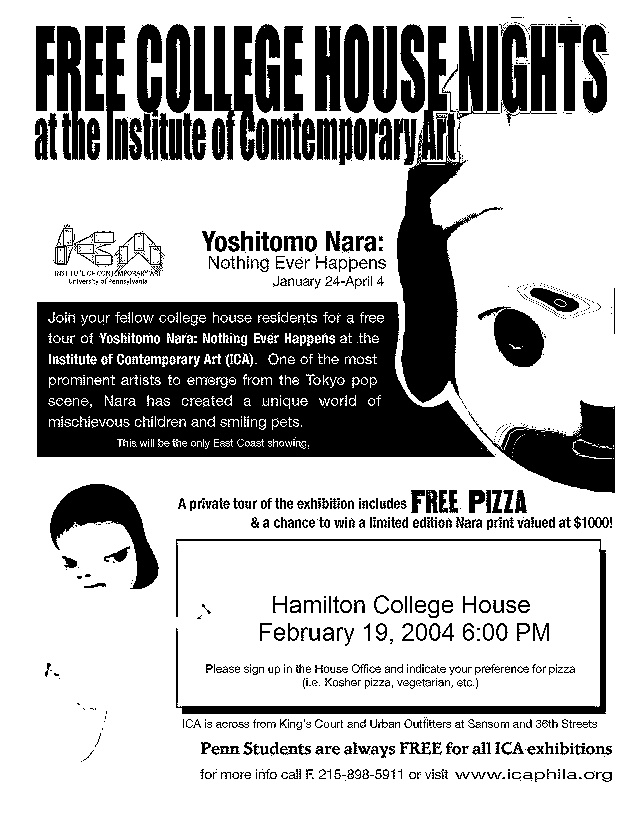 FREE COLLEGE HOUSE NIGHTS
at the Institute of Comtemporary Art
INSTITUTE OF CONTEMPORARY ART
University of Pennsylvania
Yoshitomo Nara:
Nothing Ever Happens
January 24-April 4
Join your fellow college house residents for a free
tour of Yoshitomo Nara: Nothing Ever Happens at the
Institute of Contemporary Art (ICA). One of the most
prominent artists to emerge from the Tokyo pop
scene, Nara has created a unique world of
mischievous children and smiling pets.
This will be the only East Coast showing.
A private tour of the exhibition includes FREE PIZZA
& a chance to win a limited edition Nara print valued at $1000!
Hamilton College House
February 19, 2004 6:00 PM
Please sign up in the House Office and indicate your preference for pizza
(i.e. Kosher pizza, vegetarian, etc.)
ICA is across from King's Court and Urban Outfitters at Sansom and 36th Streets
Penn Students are always FREE for all ICA exhibitions
for more info call F. 215-898-5911 or visit www.icaphila.org